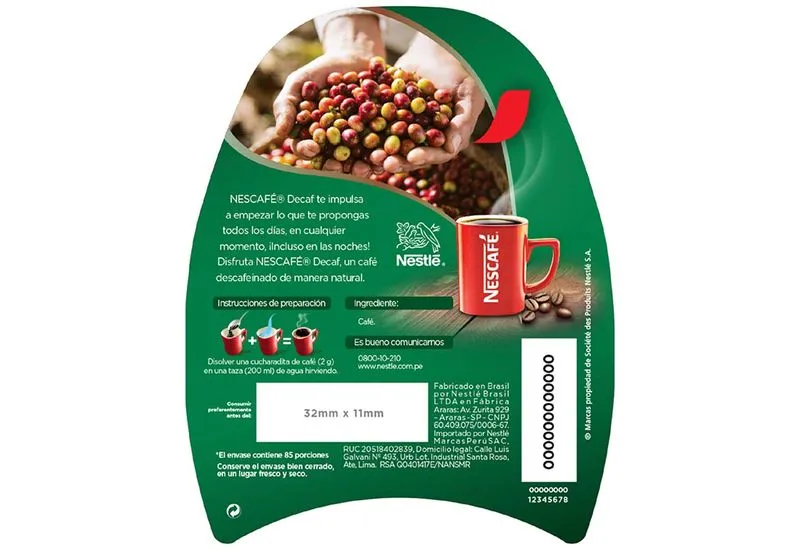 NESCAFÉ® Decaf te impulsa
a empezar lo que te propongas
todos los días, en cualquier
momento, ¡Incluso en las noches!
Disfruta NESCAFÉ® Decaf, un café
descafeinado de manera natural.
Nestlé®
NESCAFÉ®
Instrucciones de preparación
+ =
Disolver una cucharadita de café (2 g)
en una taza (200 ml) de agua hirviendo.
Ingrediente:
Café.
Es bueno comunicarnos
0800-10-210
www.nestle.com.pe
Consumir
preferentemente
antes del:
32mm x 11mm
Fabricado en Brasil
por Nestlé Brasil
LTDA en Fábrica
Araras: Av. Zurita 929
- Araras - SP - CNPJ
60.409.075/0006-67.
Importado por Nestlé
Marcas Perú SAC,
RUC 20518402839, Domicilio legal: Calle Luis
Galvani N° 493, Urb Lot. Industrial Santa Rosa,
Ate, Lima. RSA Q0401417E/NANSMR
*El envase contiene 85 porciones
Conserve el envase bien cerrado,
en un lugar fresco y seco.
0000000000000
00000000
12345678
® Marcas propiedad de Société des Produits Nestlé S.A.